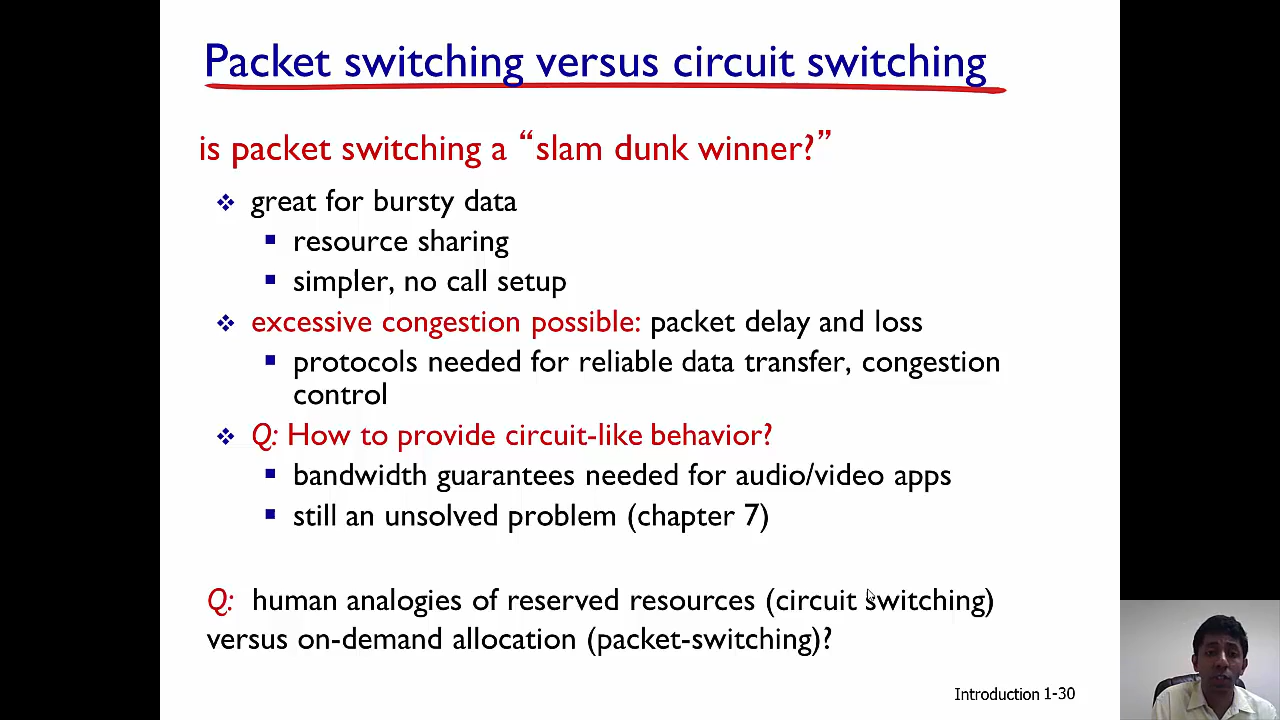 Packet switching versus circuit switching
is packet switching a “slam dunk winner?”
❖ great for bursty data
▪ resource sharing
▪ simpler, no call setup
❖ excessive congestion possible: packet delay and loss
▪ protocols needed for reliable data transfer, congestion
control
❖ Q: How to provide circuit-like behavior?
▪ bandwidth guarantees needed for audio/video apps
▪ still an unsolved problem (chapter 7)
Q: human analogies of reserved resources (circuit switching)
versus on-demand allocation (packet-switching)?
Introduction 1-30